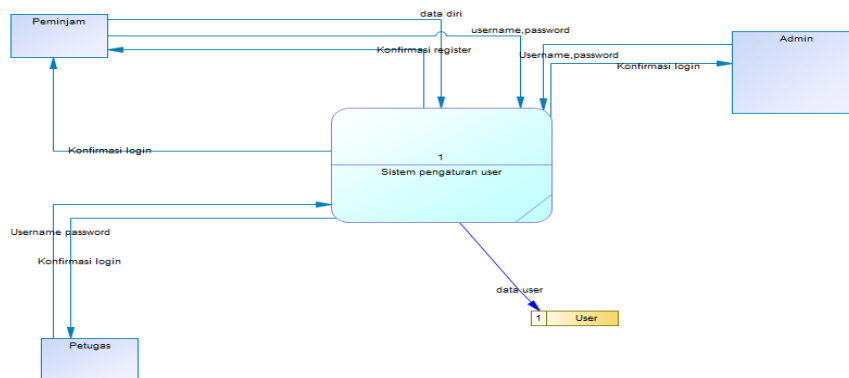 Peminjam
data diri
username,password
Konfirmasi register
Admin
Username,password
Konfirmasi login
Konfirmasi login
1
Sistem pengaturan user
Username password
Konfirmasi login
data user
1 User
Petugas